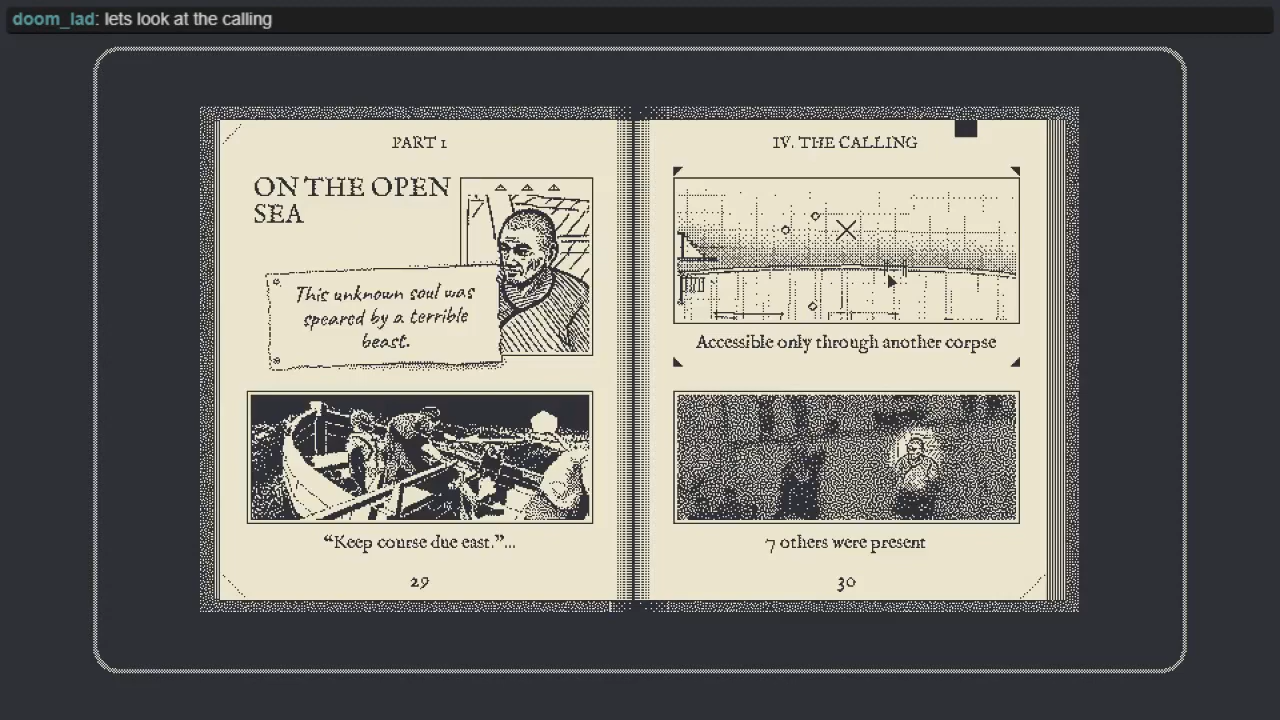 doom_lad: lets look at the calling
PART 1
ON THE OPEN
SEA
This unknown soul was
speared by a terrible
beast.
"Keep course due east."...
29
IV. THE CALLING
Accessible only through another corpse
7 others were present
30